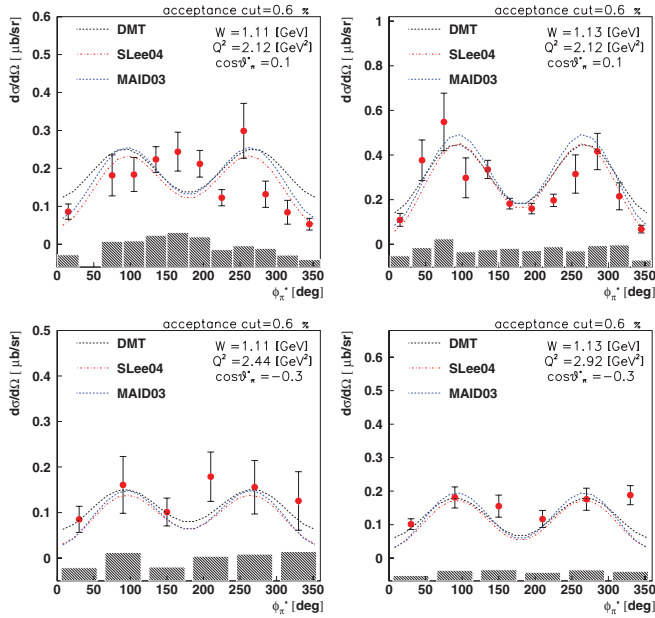 acceptance cut=0.6 %
dσ/dΩ [μb/sr]
DMT
SLee04
MAID03
W = 1.11 [GeV]
Q² = 2.12 [GeV²]
cosϑ*π = 0.1
0.5
0.4
0.3
0.2
0.1
0
0 50 100 150 200 250 300 350
ϕπ* [deg]
acceptance cut=0.6 %
dσ/dΩ [μb/sr]
DMT
SLee04
MAID03
W = 1.13 [GeV]
Q² = 2.12 [GeV²]
cosϑ*π = 0.1
1
0.8
0.6
0.4
0.2
0
0 50 100 150 200 250 300 350
ϕπ* [deg]
acceptance cut=0.6 %
dσ/dΩ [μb/sr]
DMT
SLee04
MAID03
W = 1.11 [GeV]
Q² = 2.44 [GeV²]
cosϑ*π = −0.3
0.5
0.4
0.3
0.2
0.1
0
0 50 100 150 200 250 300 350
ϕπ* [deg]
acceptance cut=0.6 %
dσ/dΩ [μb/sr]
DMT
SLee04
MAID03
W = 1.13 [GeV]
Q² = 2.92 [GeV²]
cosϑ*π = −0.3
0.6
0.5
0.4
0.3
0.2
0.1
0
0 50 100 150 200 250 300 350
ϕπ* [deg]